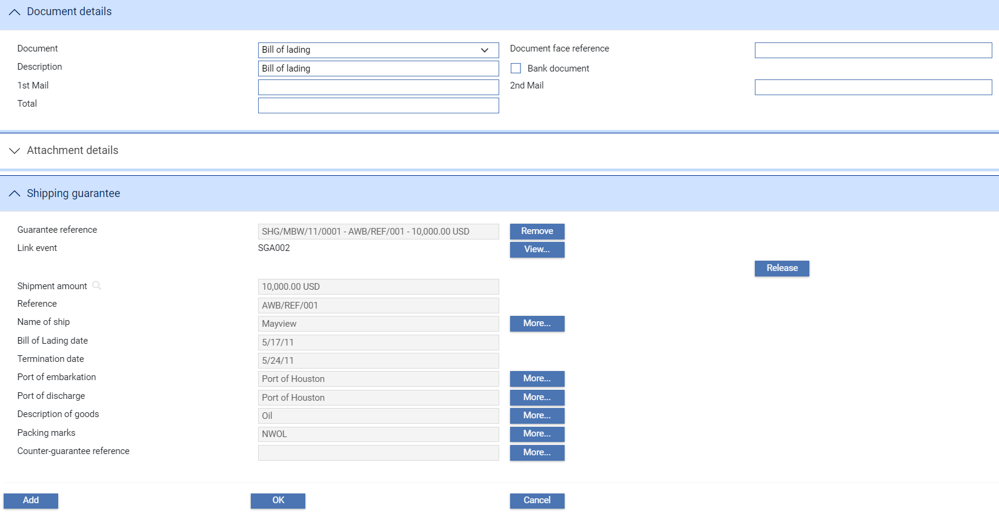 Document details
Document Bill of lading Document face reference
Description Bill of lading Bank document
1st Mail 2nd Mail
Total
Attachment details
Shipping guarantee
Guarantee reference SHG/MBW/11/0001 - AWB/REF/001 - 10,000.00 USD Remove
Link event SGA002 View...
Release
Shipment amount 10,000.00 USD
Reference AWB/REF/001
Name of ship Mayview More...
Bill of Lading date 5/17/11
Termination date 5/24/11
Port of embarkation Port of Houston More...
Port of discharge Port of Houston More...
Description of goods Oil More...
Packing marks NWOL More...
Counter-guarantee reference More...
Add OK Cancel